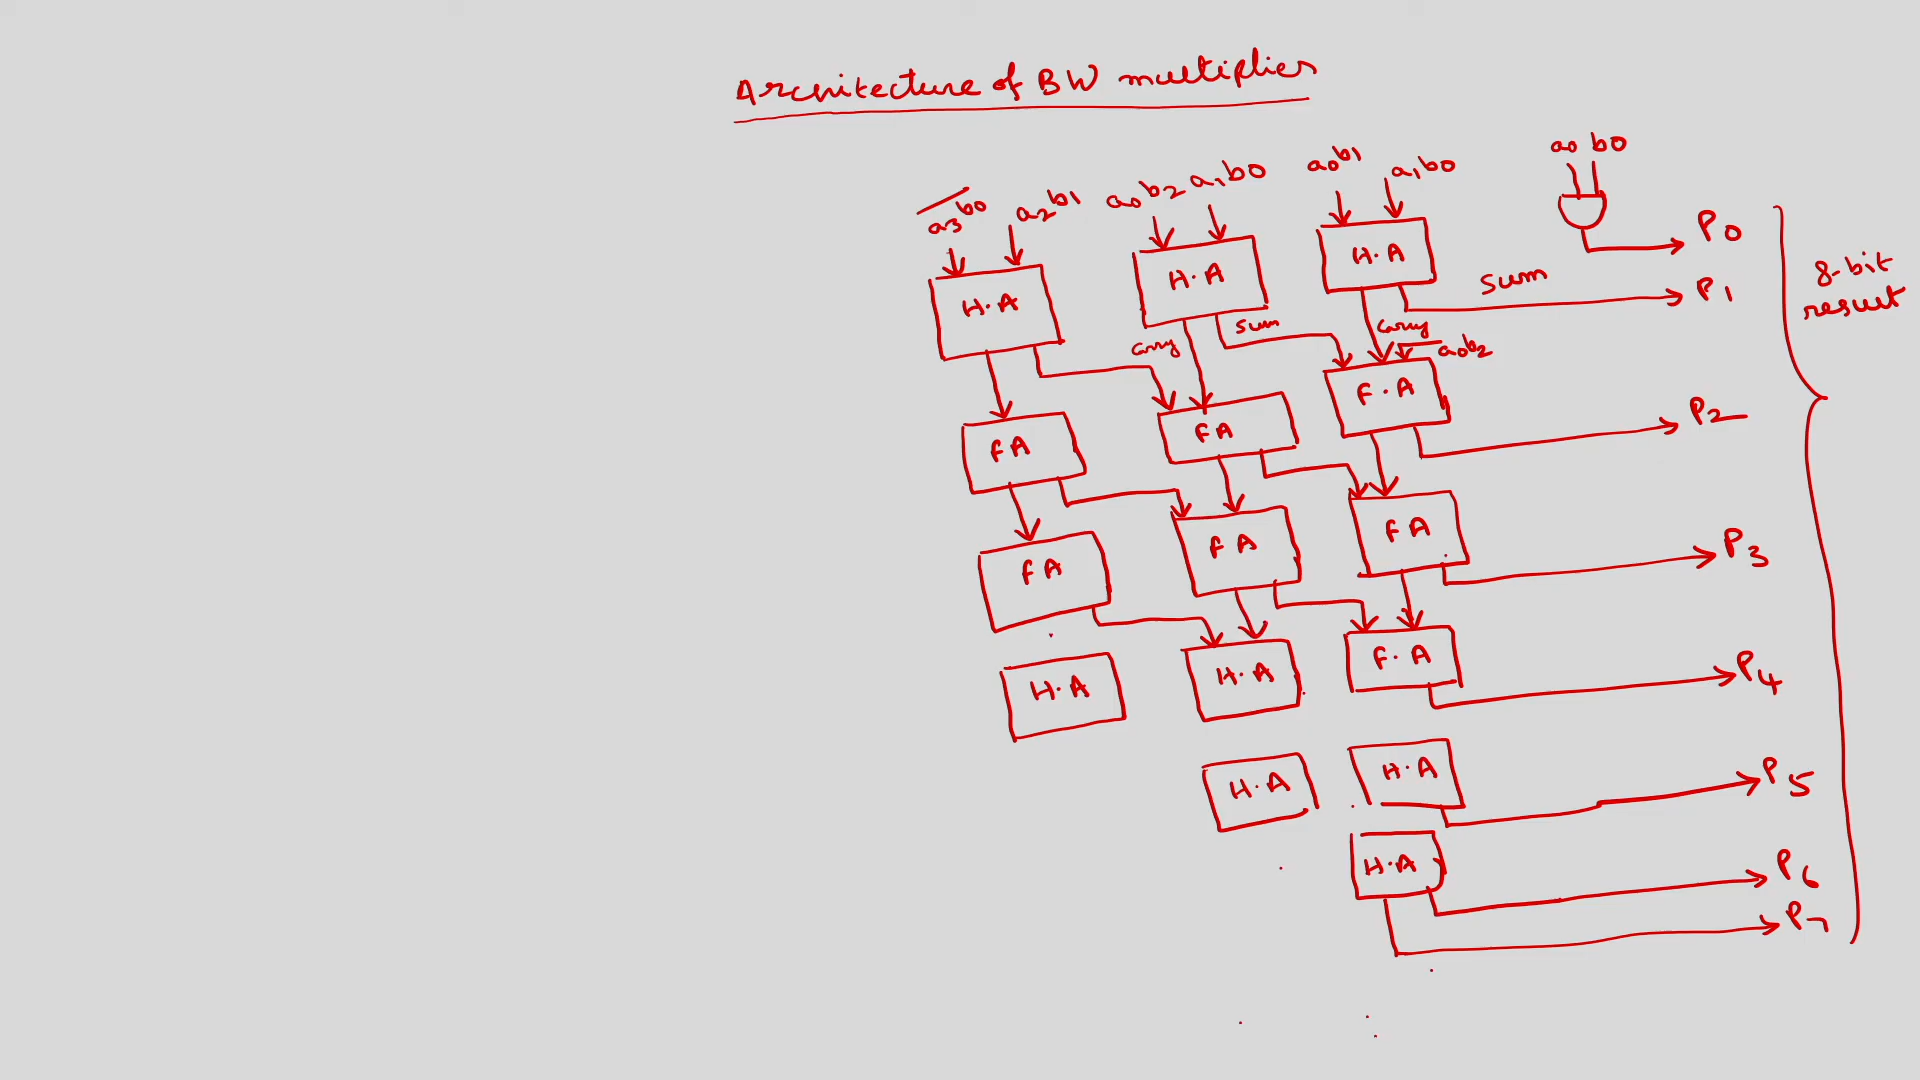 Architecture of BW multiplier
a0 b0
a0b1 a1b0
a0b2 a1b0
a3b0 a2b1
P0
H.A
8-bit
result
H.A
Sum
P1
H.A
Sum
carry
carry
a0b2
F.A
P2
FA
FA
FA
P3
FA
FA
F.A
P4
H.A
H.A
H.A
P5
H.A
H.A
P6
P7